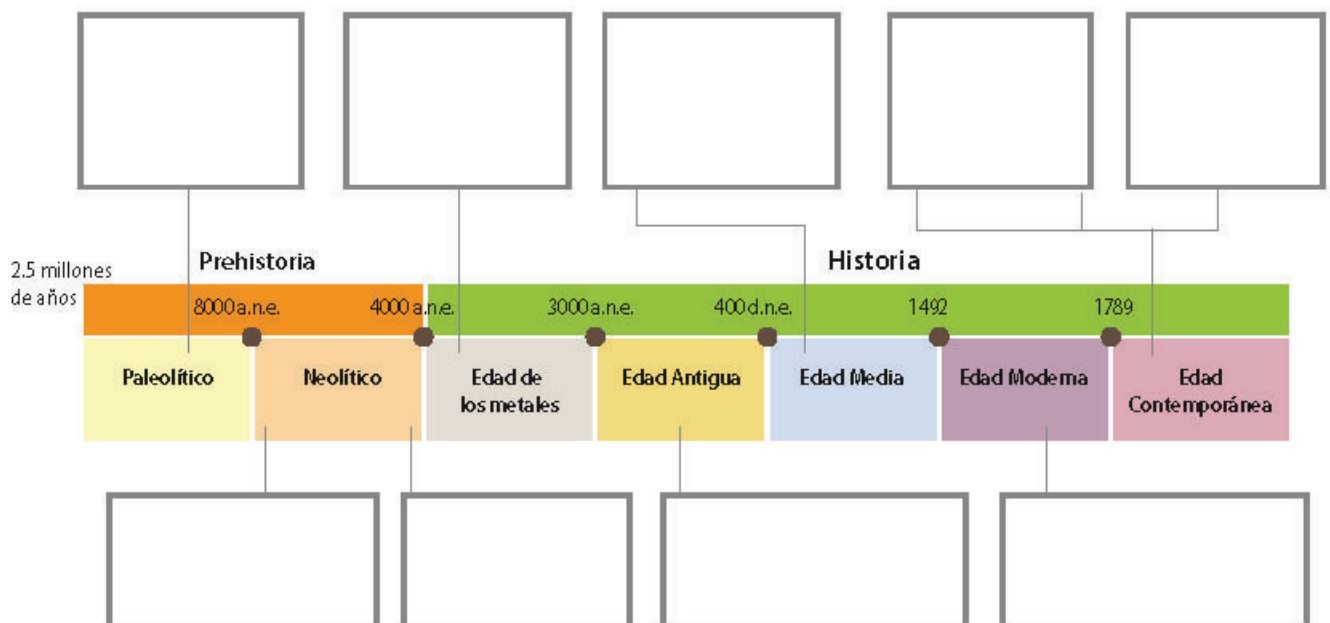 2.5 millones
de años
Prehistoria
Historia
8000 a.n.e.
4000 a.n.e.
3000 a.n.e.
400 d.n.e.
1492
1789
Paleolítico
Neolítico
Edad de
los metales
Edad Antigua
Edad Media
Edad Moderna
Edad
Contemporánea